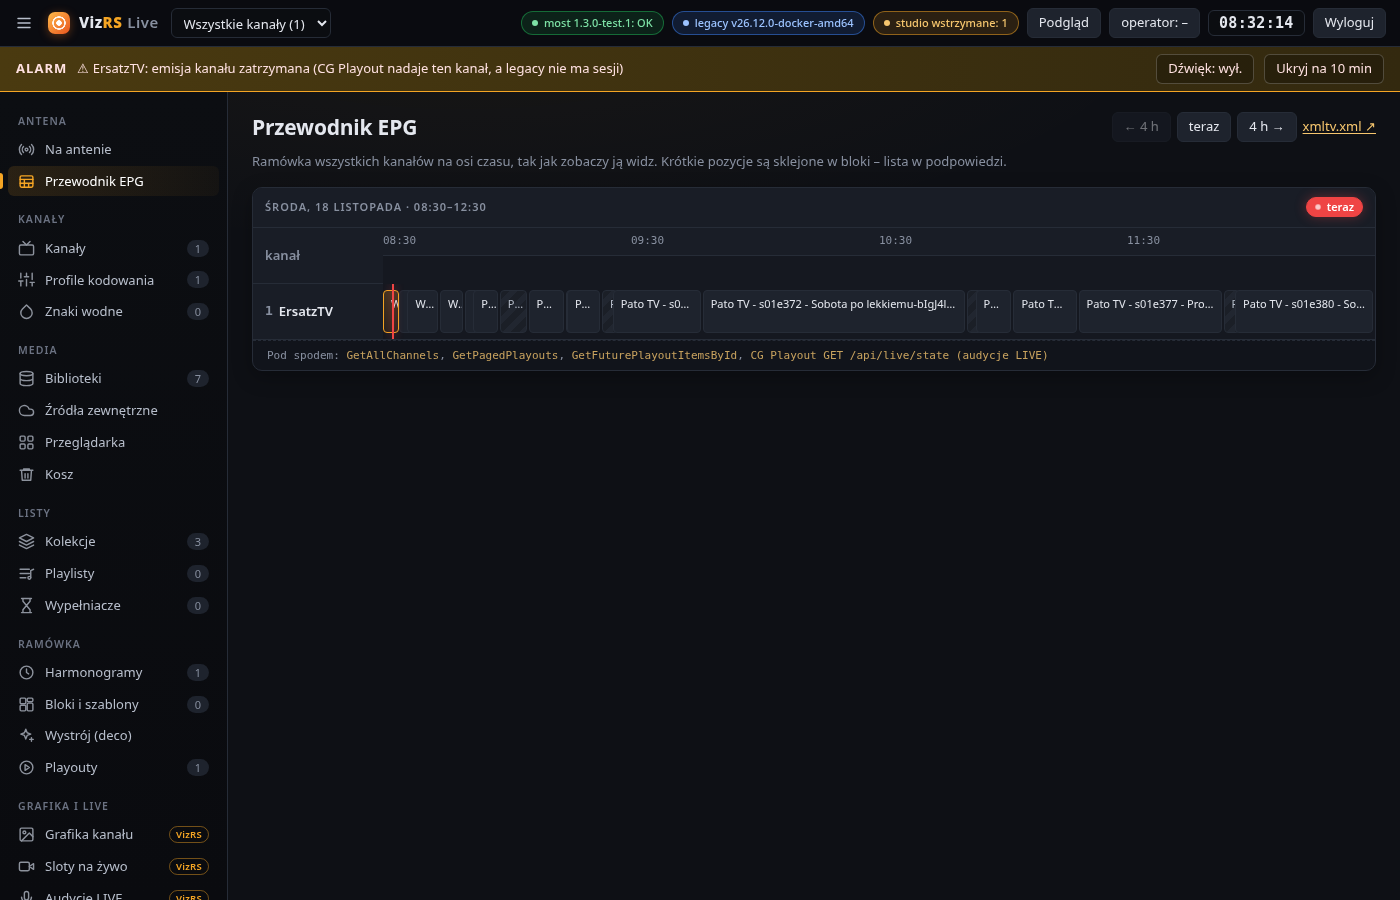 VizRS Live
Wszystkie kanały (1)
most 1.3.0-test.1: OK
legacy v26.12.0-docker-amd64
studio wstrzymane: 1
Podgląd
operator: –
08:32:14
Wyloguj
ALARM ⚠ ErsatzTV: emisja kanału zatrzymana (CG Playout nadaje ten kanał, a legacy nie ma sesji)
Dźwięk: wył.
Ukryj na 10 min
ANTENA
Na antenie
Przewodnik EPG
KANAŁY
Kanały 1
Profile kodowania 1
Znaki wodne 0
MEDIA
Biblioteki 7
Źródła zewnętrzne
Przeglądarka
Kosz
LISTY
Kolekcje 3
Playlisty 0
Wypełniacze 0
RAMÓWKA
Harmonogramy 1
Bloki i szablony 0
Wystrój (deco)
Playouty 1
GRAFIKA I LIVE
Grafika kanału VizRS
Sloty na żywo VizRS
Audycje LIVE VizRS
Przewodnik EPG
← 4 h
teraz
4 h →
xmltv.xml ↗
Ramówka wszystkich kanałów na osi czasu, tak jak zobaczy ją widz. Krótkie pozycje są sklejone w bloki – lista w podpowiedzi.
ŚRODA, 18 LISTOPADA · 08:30–12:30
teraz
kanał
08:30 09:30 10:30 11:30
1 ErsatzTV
W...
W.
P...
P...
P...
P...
Pato TV - s0...
Pato TV - s01e372 - Sobota po lekkiemu-bIgJ4l...
P...
Pato T...
Pato TV - s01e377 - Pro...
Pato TV - s01e380 - So...
Pod spodem: GetAllChannels, GetPagedPlayouts, GetFuturePlayoutItemsById, CG Playout GET /api/live/state (audycje LIVE)